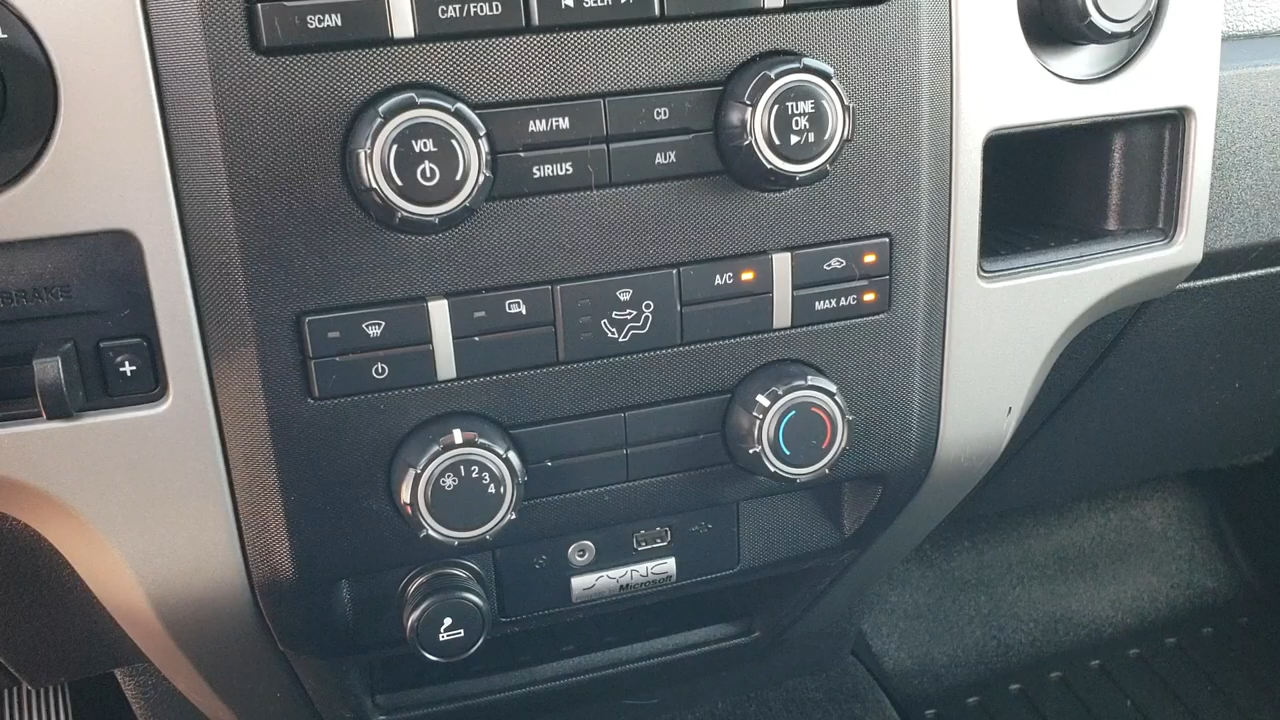 SCAN
CAT/FOLD
SEEK
VOL
AM/FM
CD
SIRIUS
AUX
TUNE
OK
BRAKE
+
A/C
MAX A/C
1 2 3 4
SYNC
Microsoft